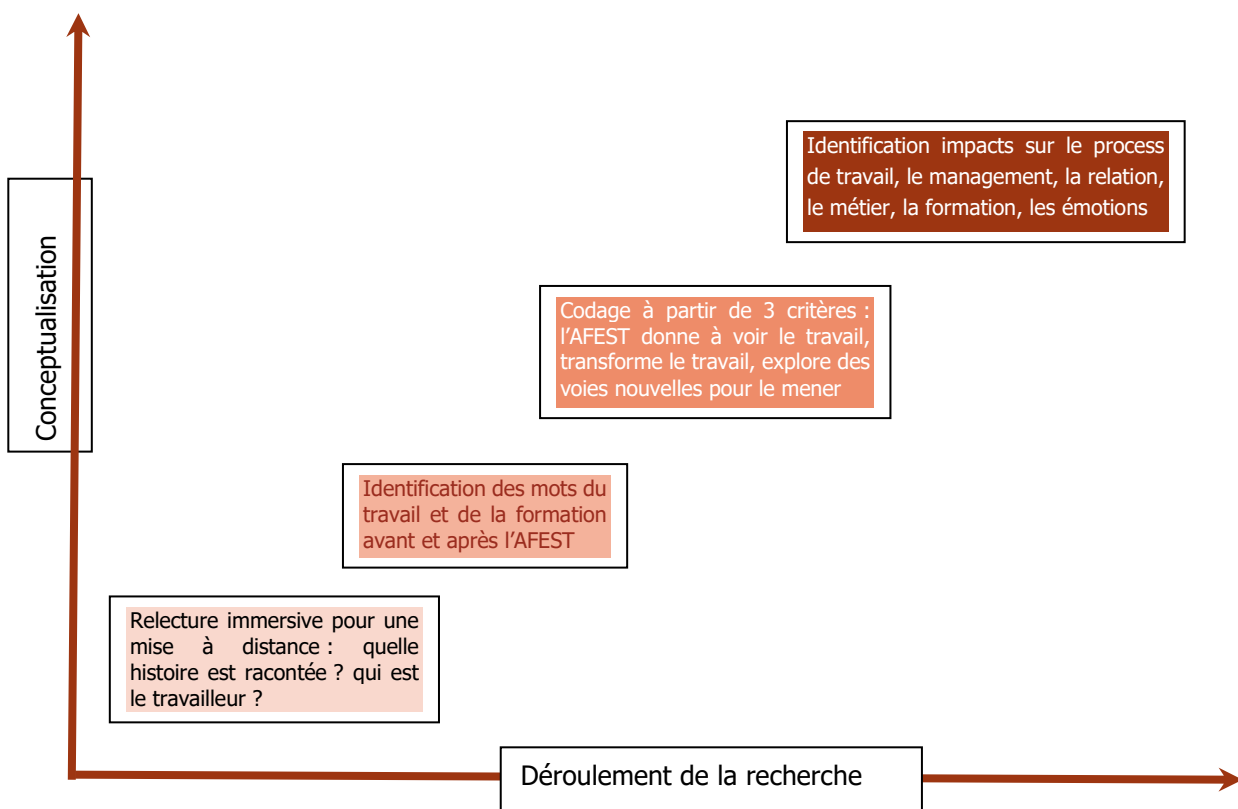 Identification impacts sur le process
de travail, le management, la relation,
le métier, la formation, les émotions
Conceptualisation
Codage à partir de 3 critères :
l’AFEST donne à voir le travail,
transforme le travail, explore des
voies nouvelles pour le mener
Identification des mots du
travail et de la formation
avant et après l’AFEST
Relecture immersive pour une
mise à distance : quelle
histoire est racontée ? qui est
le travailleur ?
Déroulement de la recherche